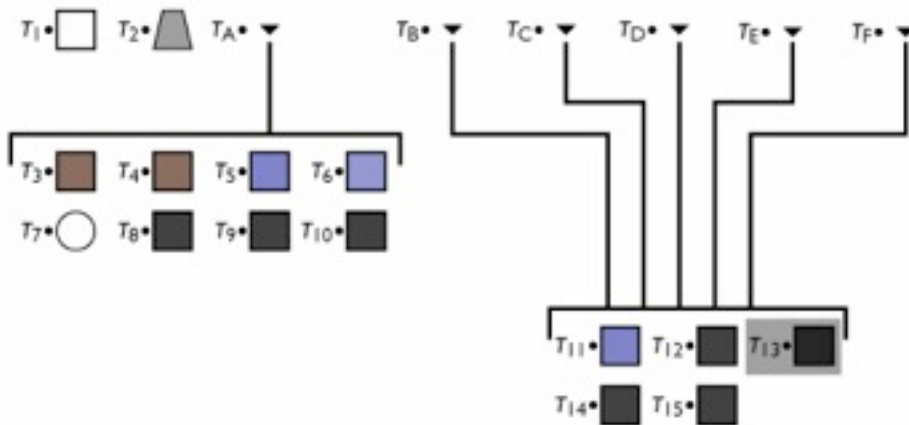 T1• T2• TA• TB• TC• TD• TE• TF•
T3• T4• T5• T6•
T7• T8• T9• T10•
T11• T12• T13•
T14• T15•